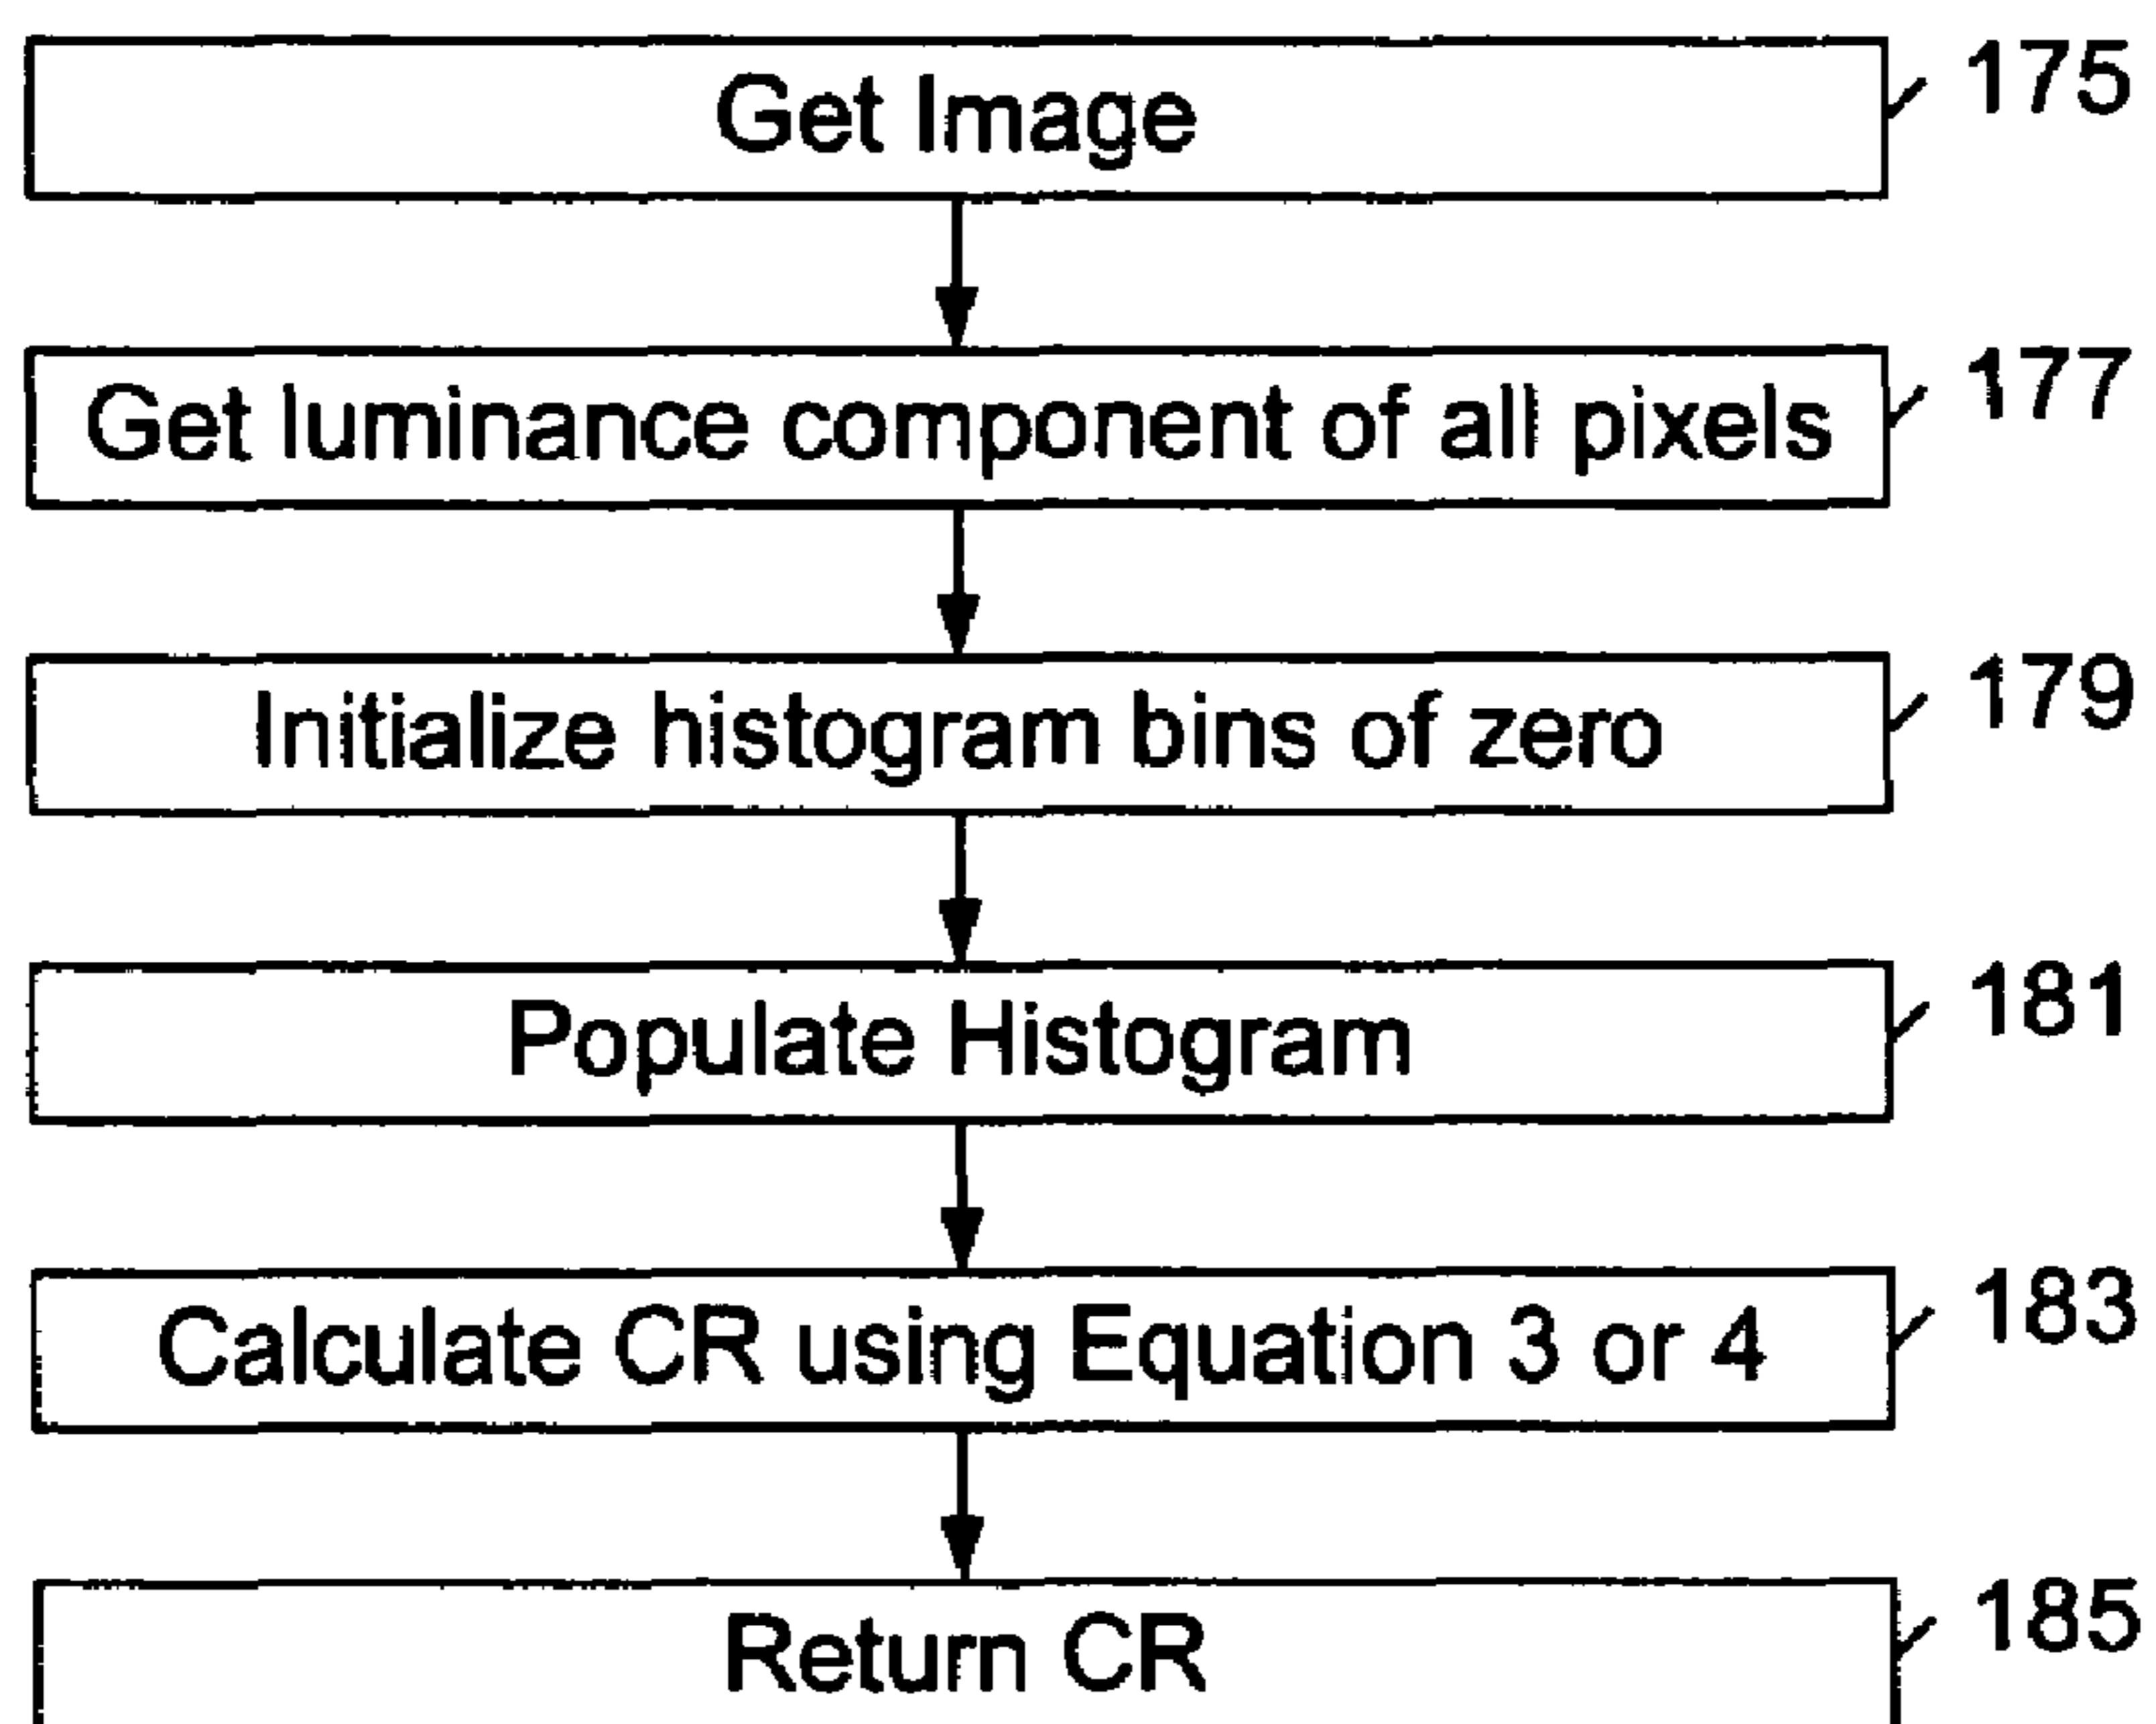 Get Image 175
Get luminance component of all pixels 177
Initialize histogram bins of zero 179
Populate Histogram 181
Calculate CR using Equation 3 or 4 183
Return CR 185